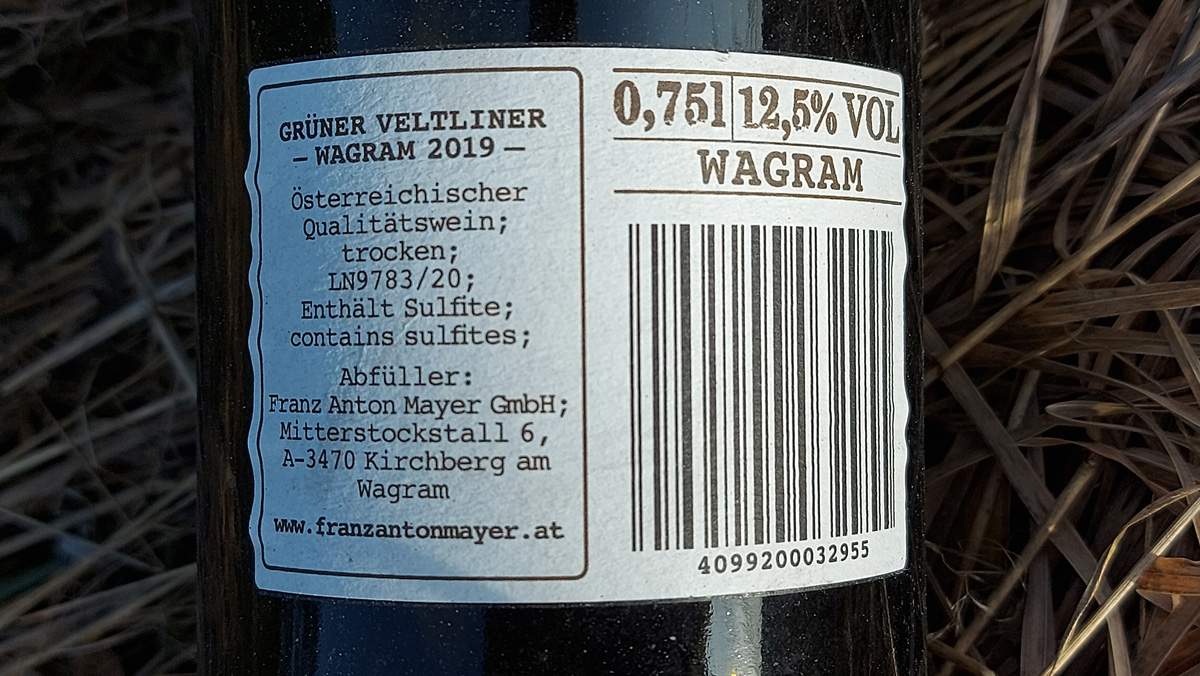 GRÜNER VELTLINER
— WAGRAM 2019 —
Österreichischer
Qualitätswein;
trocken;
LN9783/20;
Enthält Sulfite;
contains sulfites;
Abfüller:
Franz Anton Mayer GmbH;
Mitterstockstall 6,
A-3470 Kirchberg am
Wagram
www.franzantonmayer.at
0,75l 12,5% VOL
WAGRAM
4099200032955